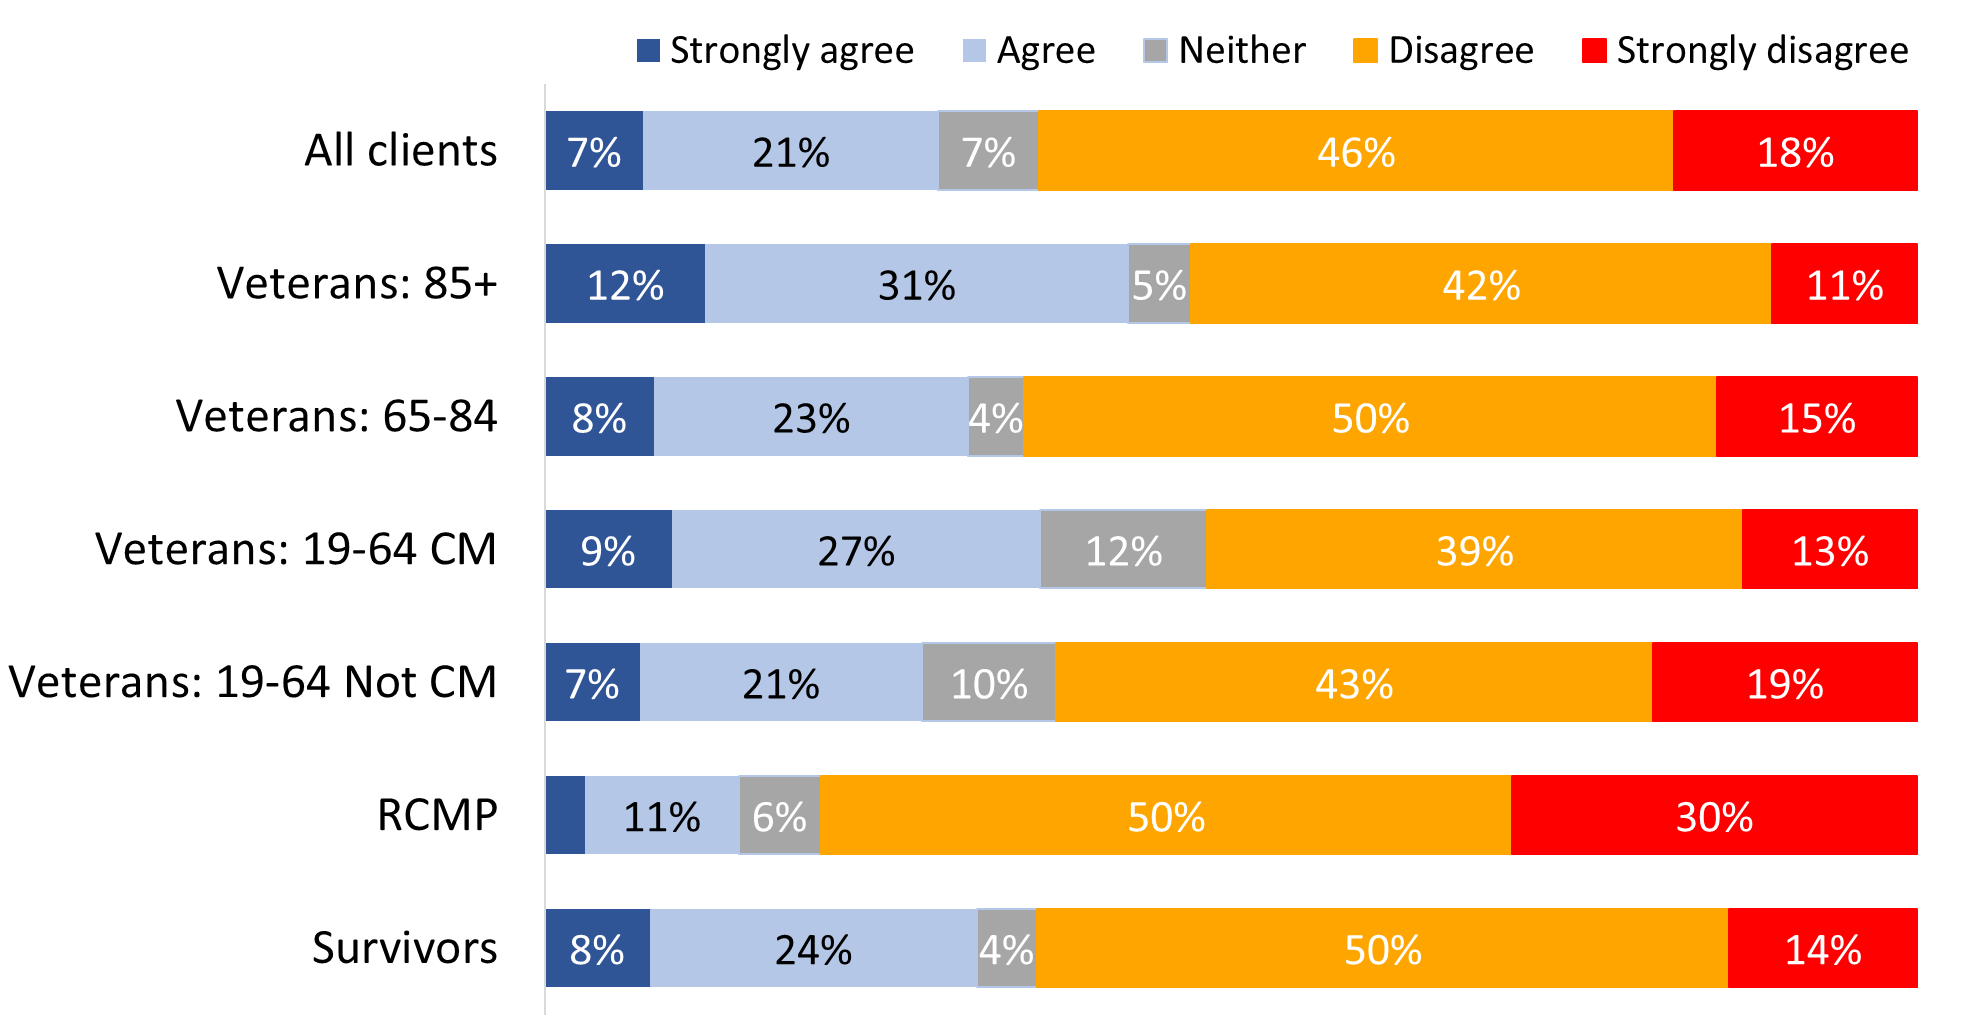 Strongly agree Agree Neither Disagree Strongly disagree
All clients 7% 21% 7% 46% 18%
Veterans: 85+ 12% 31% 5% 42% 11%
Veterans: 65-84 8% 23% 4% 50% 15%
Veterans: 19-64 CM 9% 27% 12% 39% 13%
Veterans: 19-64 Not CM 7% 21% 10% 43% 19%
RCMP 11% 6% 50% 30%
Survivors 8% 24% 4% 50% 14%